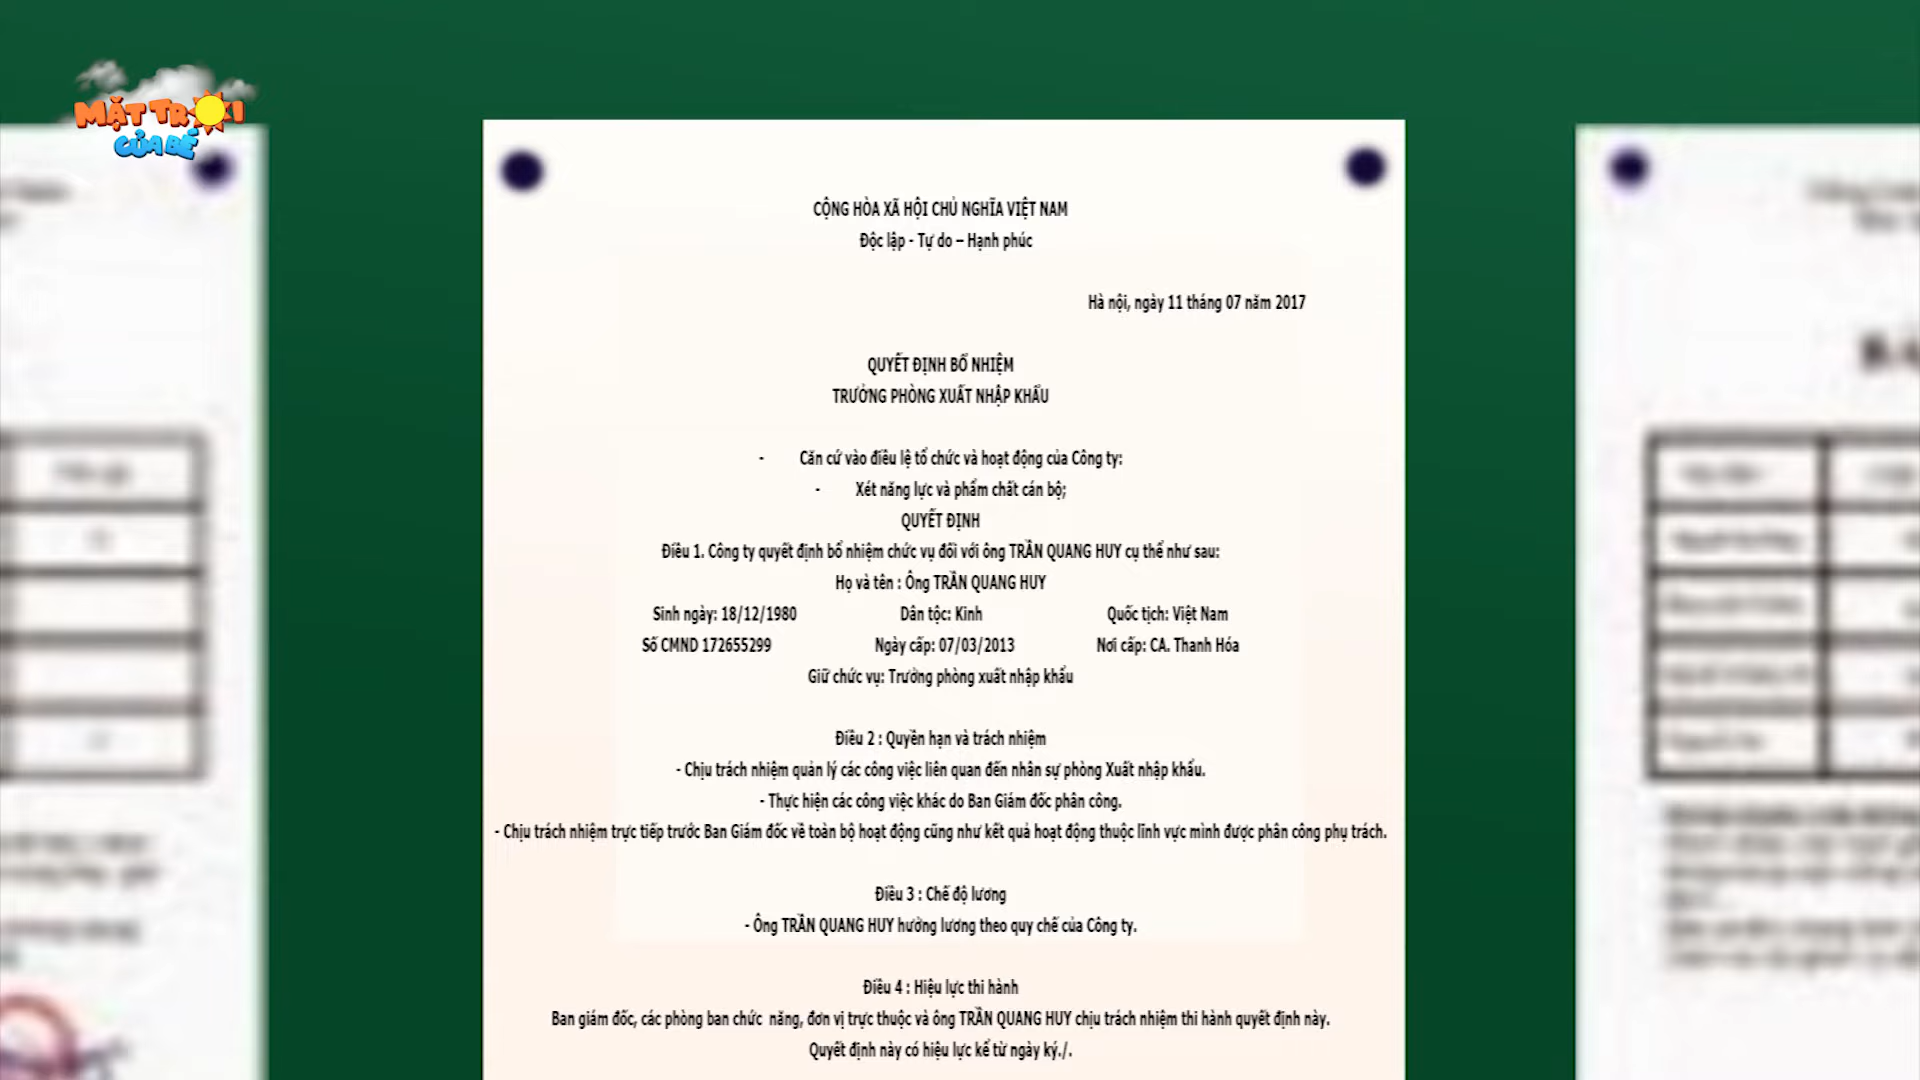 MẶT TRỜI
CỦA BÉ
CỘNG HÒA XÃ HỘI CHỦ NGHĨA VIỆT NAM
Độc lập - Tự do – Hạnh phúc
Hà nội, ngày 11 tháng 07 năm 2017
QUYẾT ĐỊNH BỔ NHIỆM
TRƯỞNG PHÒNG XUẤT NHẬP KHẨU
- Căn cứ vào điều lệ tổ chức và hoạt động của Công ty:
- Xét năng lực và phẩm chất cán bộ;
QUYẾT ĐỊNH
Điều 1. Công ty quyết định bổ nhiệm chức vụ đối với ông TRẦN QUANG HUY cụ thể như sau:
Họ và tên : Ông TRẦN QUANG HUY
Sinh ngày: 18/12/1980 Dân tộc: Kinh Quốc tịch: Việt Nam
Số CMND 172655299 Ngày cấp: 07/03/2013 Nơi cấp: CA. Thanh Hóa
Giữ chức vụ: Trưởng phòng xuất nhập khẩu
Điều 2 : Quyền hạn và trách nhiệm
- Chịu trách nhiệm quản lý các công việc liên quan đến nhân sự phòng Xuất nhập khẩu.
- Thực hiện các công việc khác do Ban Giám đốc phân công.
- Chịu trách nhiệm trực tiếp trước Ban Giám đốc về toàn bộ hoạt động cũng như kết quả hoạt động thuộc lĩnh vực mình được phân công phụ trách.
Điều 3 : Chế độ lương
- Ông TRẦN QUANG HUY hưởng lương theo quy chế của Công ty.
Điều 4 : Hiệu lực thi hành
Ban giám đốc, các phòng ban chức năng, đơn vị trực thuộc và ông TRẦN QUANG HUY chịu trách nhiệm thi hành quyết định này.
Quyết định này có hiệu lực kể từ ngày ký./.